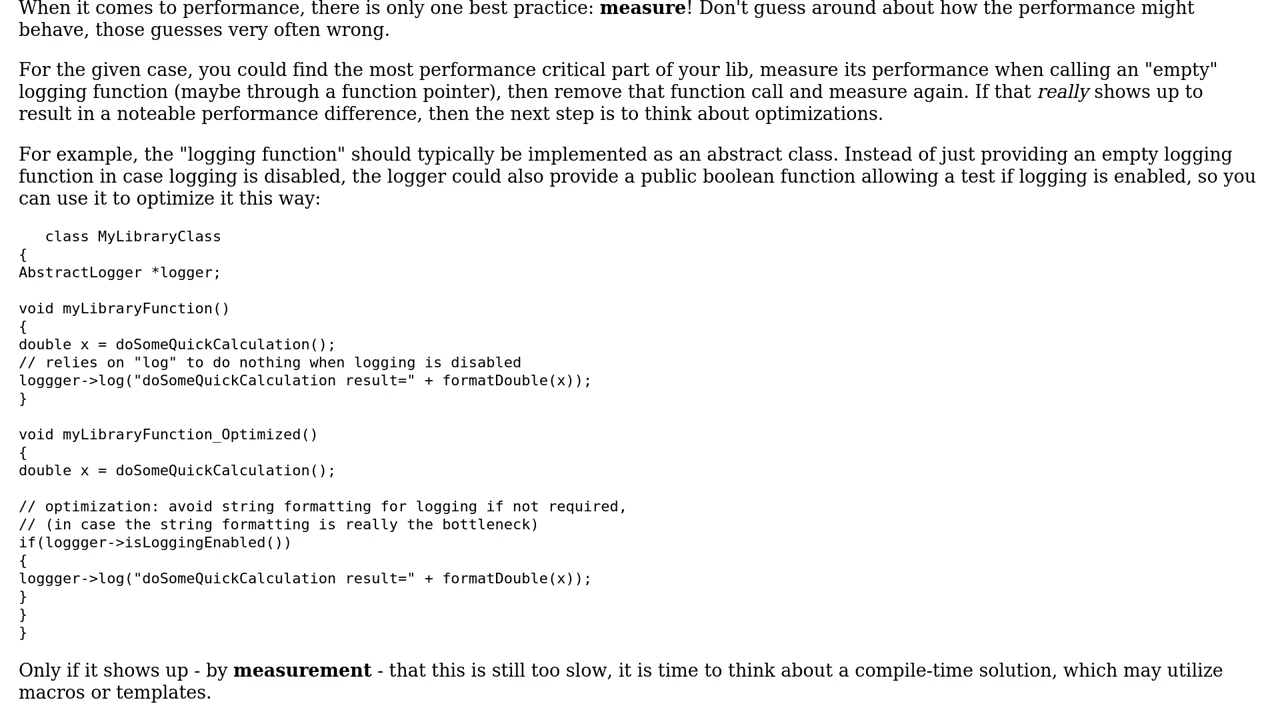 When it comes to performance, there is only one best practice: measure! Don't guess around about how the performance might
behave, those guesses very often wrong.
For the given case, you could find the most performance critical part of your lib, measure its performance when calling an "empty"
logging function (maybe through a function pointer), then remove that function call and measure again. If that really shows up to
result in a noteable performance difference, then the next step is to think about optimizations.
For example, the "logging function" should typically be implemented as an abstract class. Instead of just providing an empty logging
function in case logging is disabled, the logger could also provide a public boolean function allowing a test if logging is enabled, so you
can use it to optimize it this way:
class MyLibraryClass
{
AbstractLogger *logger;
void myLibraryFunction()
{
double x = doSomeQuickCalculation();
// relies on "log" to do nothing when logging is disabled
loggger->log("doSomeQuickCalculation result=" + formatDouble(x));
}
void myLibraryFunction_Optimized()
{
double x = doSomeQuickCalculation();
// optimization: avoid string formatting for logging if not required,
// (in case the string formatting is really the bottleneck)
if(loggger->isLoggingEnabled())
{
loggger->log("doSomeQuickCalculation result=" + formatDouble(x));
}
}
}
Only if it shows up - by measurement - that this is still too slow, it is time to think about a compile-time solution, which may utilize
macros or templates.